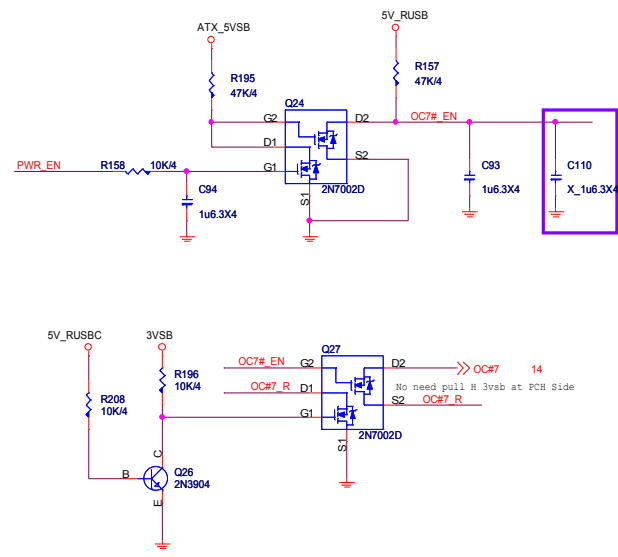 ATX_5VSB
5V_RUSB
R195
47K/4
R157
47K/4
Q24
G2
D2
OC7#_EN
D1
S2
PWR_EN
R158
10K/4
G1
C94
1u6.3X4
S1
2N7002D
C93
1u6.3X4
C110
X_1u6.3X4
5V_RUSBC
3VSB
R196
10K/4
R208
10K/4
Q27
OC7#_EN
G2
D2
OC#7
14
No need pull H 3vsb at PCH Side
OC#7_R
D1
S2
OC#7_R
G1
S1
2N7002D
C
B
E
Q26
2N3904